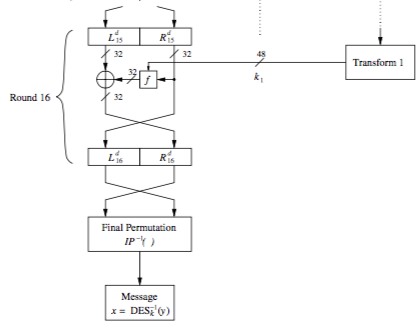 L^d_15 R^d_15
32 32 48
f 32
32
k_1
Transform 1
Round 16
L^d_16 R^d_16
Final Permutation
IP^-1( )
Message
x = DES^-1_k(y)